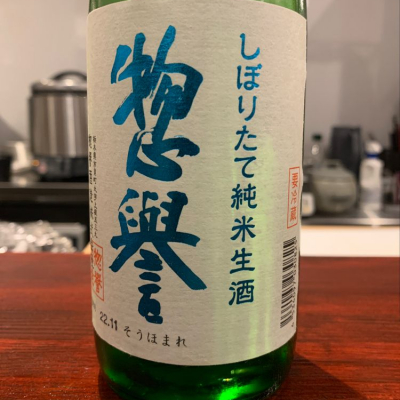 しぼりたて純米生酒
惣譽
要冷蔵
惣譽
22.11
そうほまれ